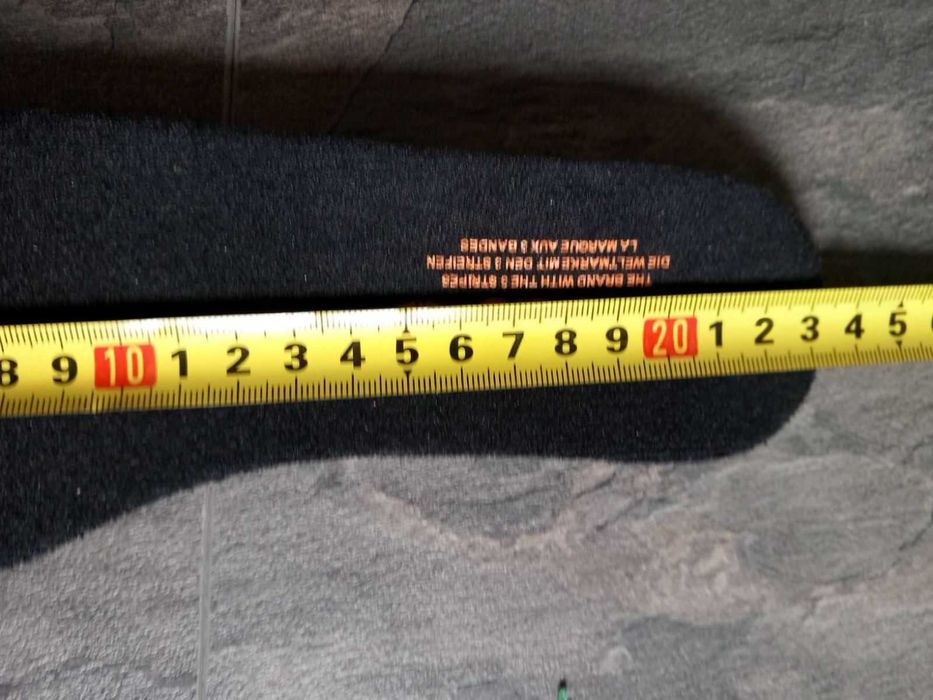 THE BRAND WITH THE 3 STRIPES
DIE WELTMARKE MIT DEN 3 STREIFEN
LA MARQUE AUX 3 BANDES
8 9 10 1 2 3 4 5 6 7 8 9 20 1 2 3 4 5